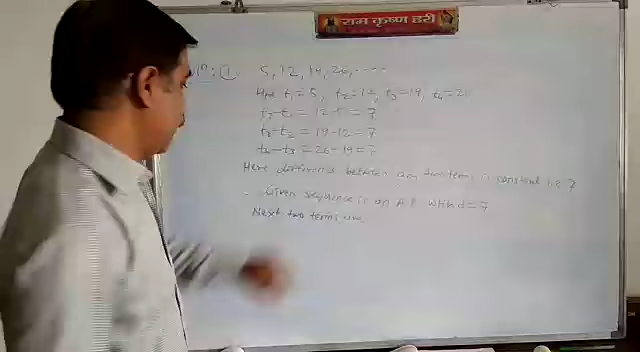 राम कृष्ण हरी
5, 12, 19, 26, ....
Here t₁ = 5, t₂ = 12, t₃ = 19, t₄ = 26
t₂-t₁ = 12-5 = 7
t₃-t₂ = 19-12 = 7
t₄-t₃ = 26-19 = 7
Here difference between any two terms is constant i.e 7
Given sequence is an A.P with d = 7
Next two terms are